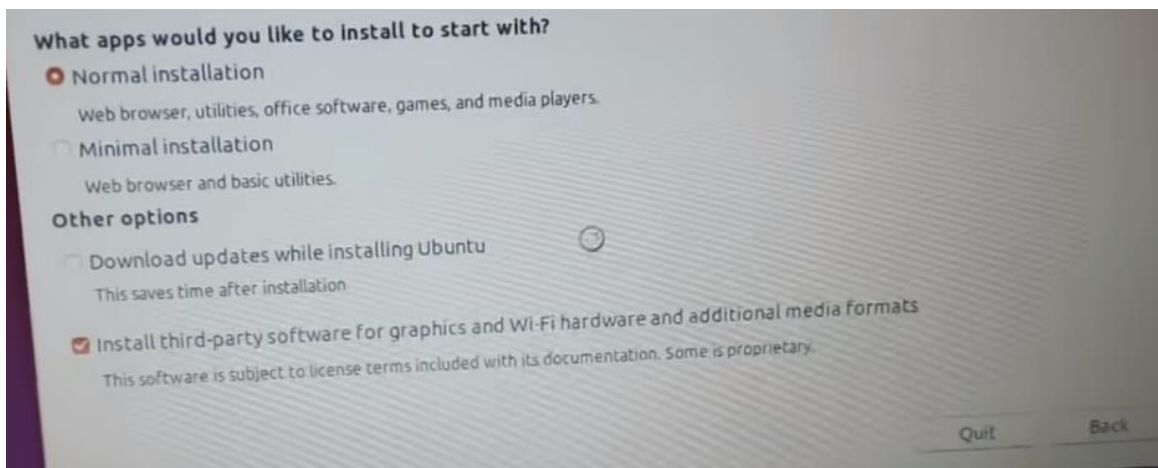 What apps would you like to install to start with?
Normal installation
Web browser, utilities, office software, games, and media players.
Minimal installation
Web browser and basic utilities.
Other options
Download updates while installing Ubuntu
This saves time after installation
Install third-party software for graphics and Wi-Fi hardware and additional media formats
This software is subject to license terms included with its documentation. Some is proprietary.
Quit
Back